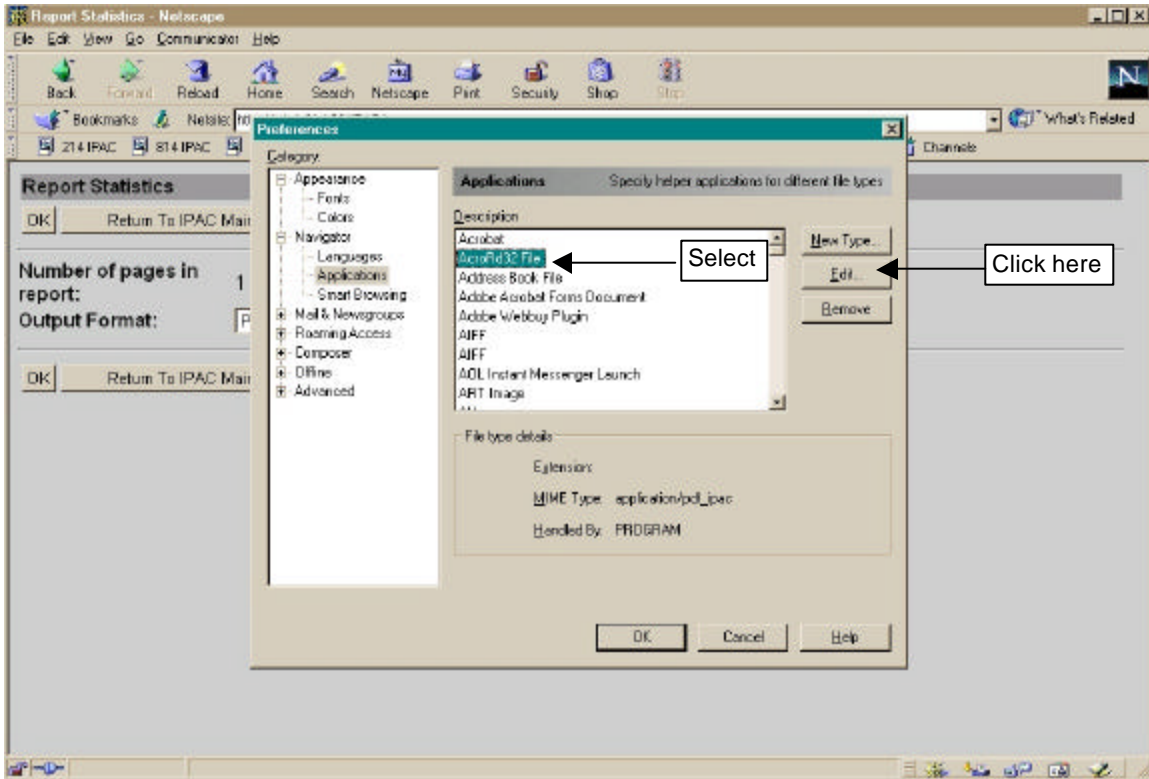 Report Statistics - Netscape
File Edit View Go Communicator Help
Back Forward Reload Home Search Netscape Print Security Shop Stop
Bookmarks Netsite: What's Related
214 IPAC 814 IPAC Channels
Report Statistics
OK Return To IPAC Mai
Number of pages in
report: 1
Output Format: P
OK Return To IPAC Mai
Preferences
Category:
Appearance
Fonts
Colors
Navigator
Languages
Applications
Smart Browsing
Mail & Newsgroups
Roaming Access
Composer
Offline
Advanced
Applications Specify helper applications for different file types
Description
Acrobat
AcroRd32 File
Address Book File
Adobe Acrobat Forms Document
Adobe Webbuy Plugin
AIFF
AIFF
AOL Instant Messenger Launch
ART Image
Select
New Type...
Edit...
Remove
Click here
File type details
Extension:
MIME Type: application/pdf_ipac
Handled By: PROGRAM
OK Cancel Help